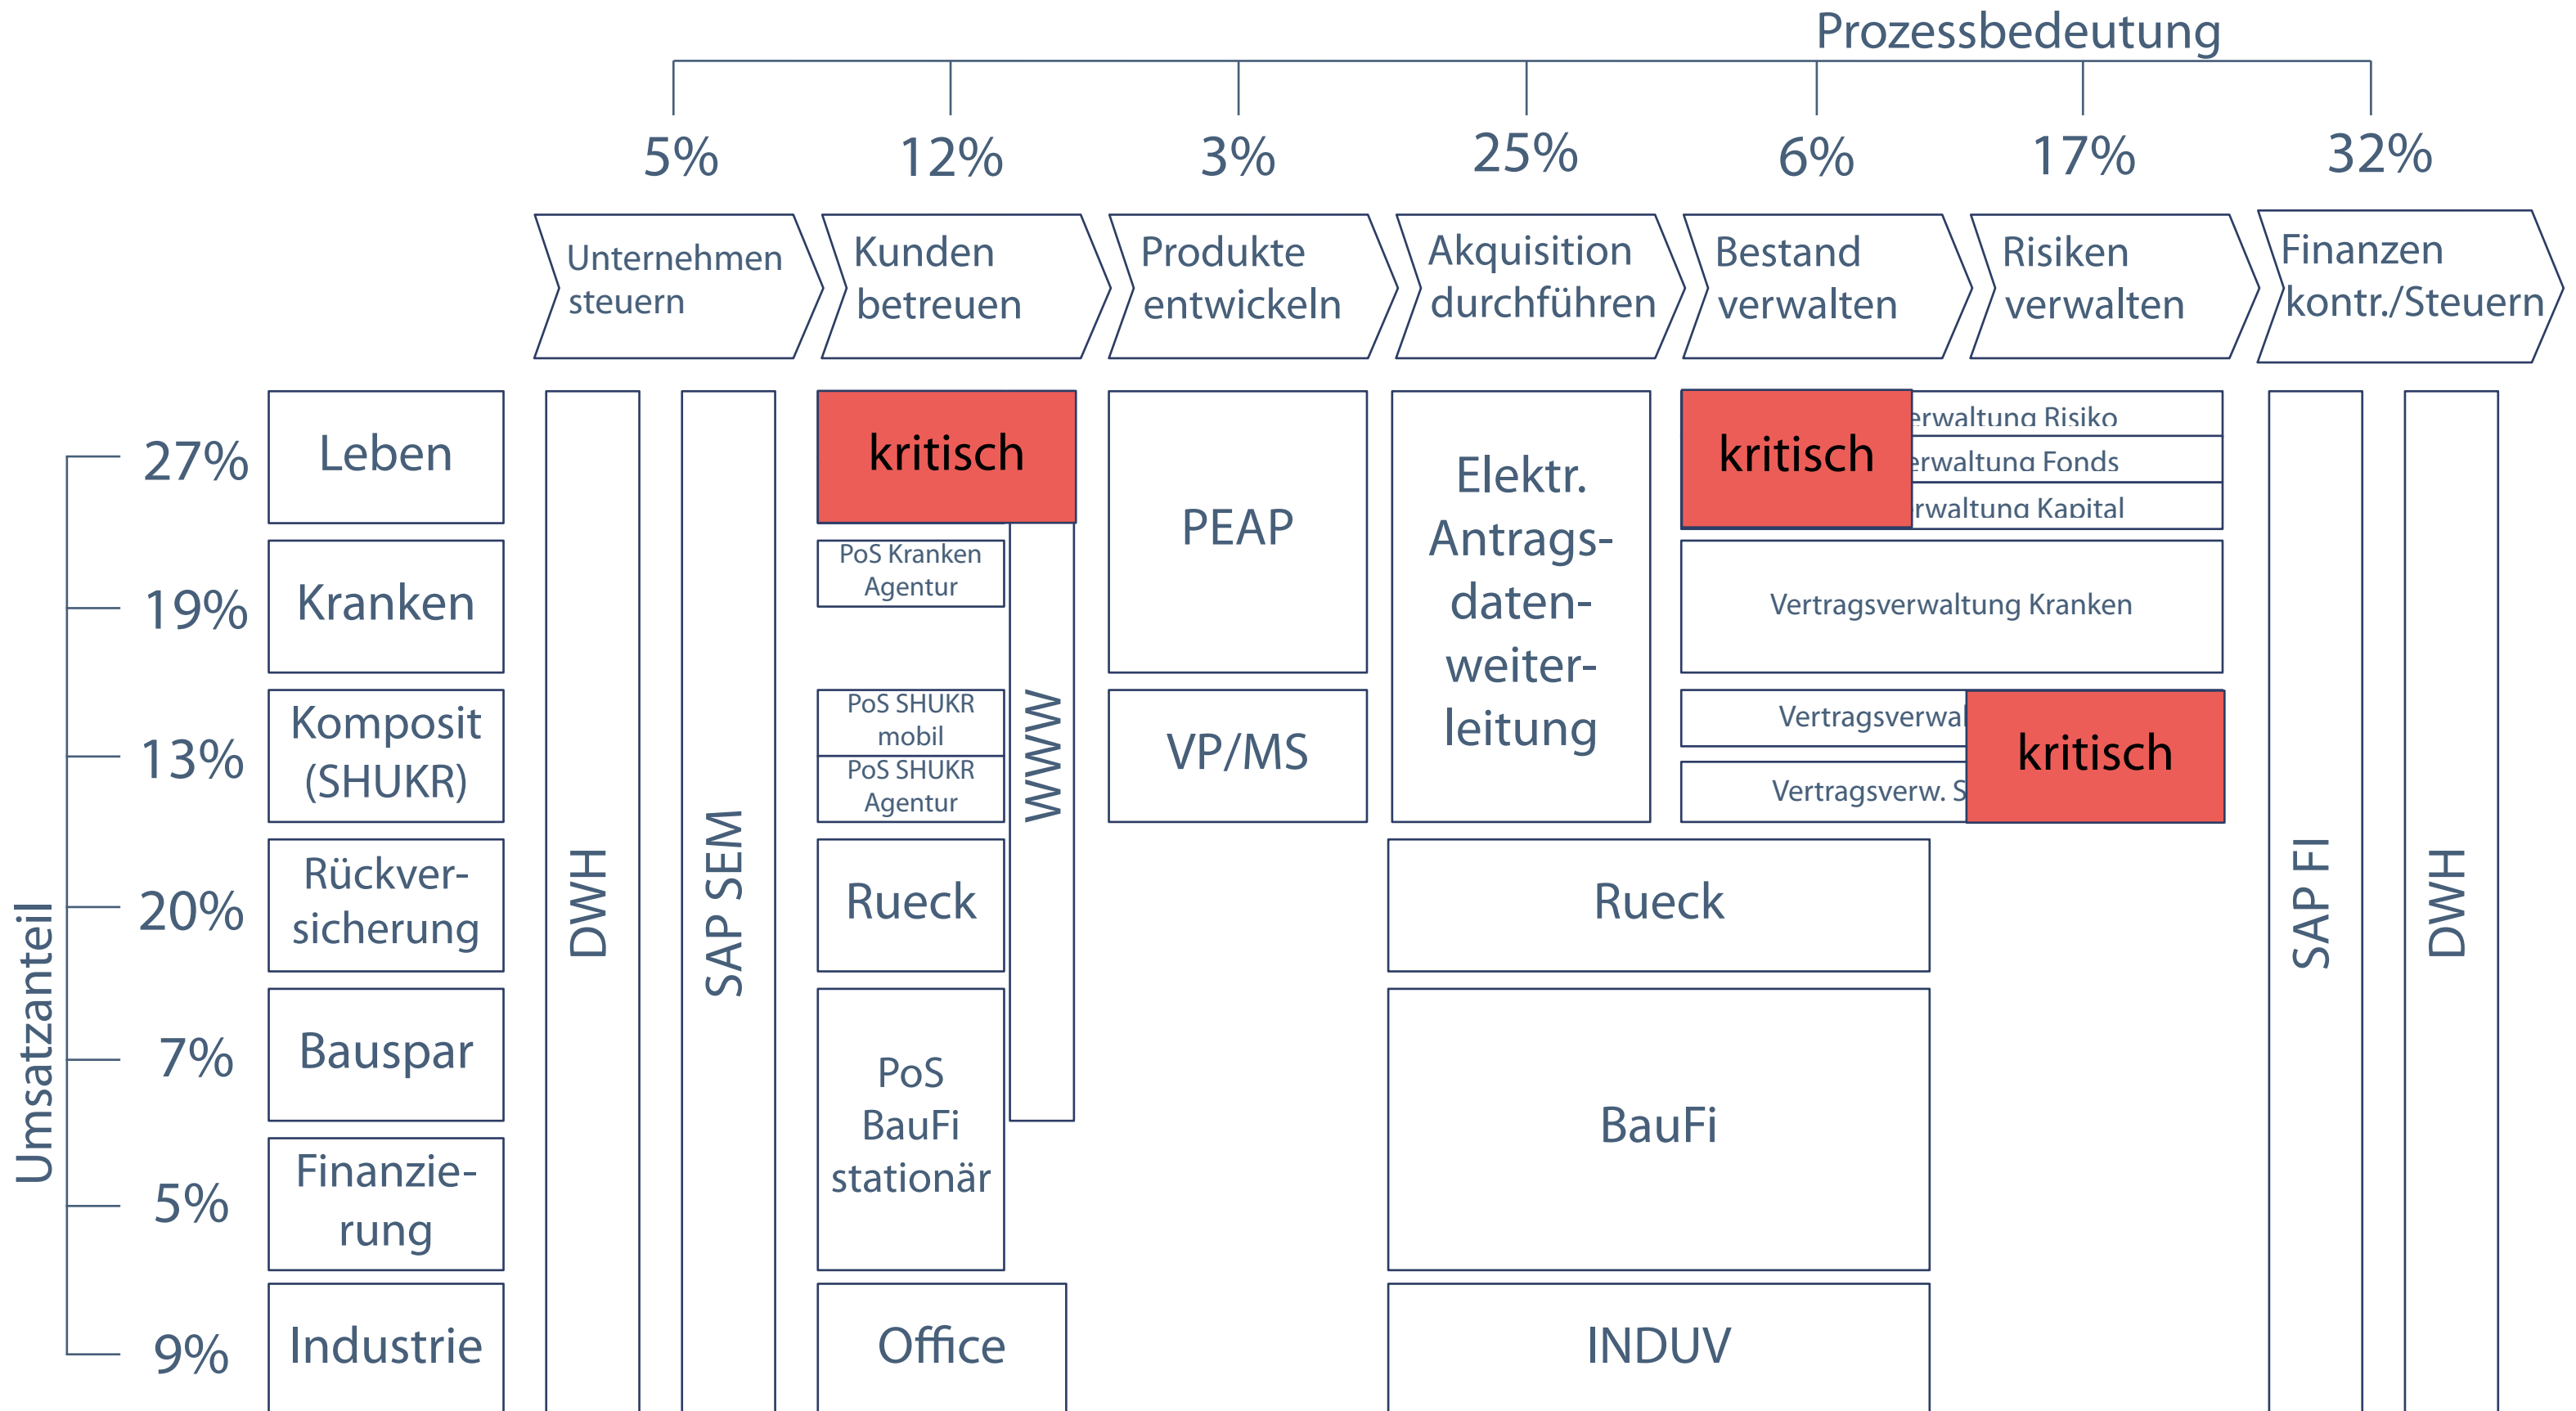 Prozessbedeutung
5% 12% 3% 25% 6% 17% 32%
Unternehmen
steuern
Kunden
betreuen
Produkte
entwickeln
Akquisition
durchführen
Bestand
verwalten
Risiken
verwalten
Finanzen
kontr./Steuern
Umsatzanteil
27%
Leben
19%
Kranken
13%
Komposit
(SHUKR)
20%
Rückver-
sicherung
7%
Bauspar
5%
Finanzie-
rung
9%
Industrie
DWH
SAP SEM
kritisch
PoS Kranken
Agentur
PoS SHUKR
mobil
PoS SHUKR
Agentur
Rueck
PoS
BauFi
stationär
Office
WWW
PEAP
VP/MS
Elektr.
Antrags-
daten-
weiter-
leitung
kritisch
erwaltung Risiko
erwaltung Fonds
rwaltung Kapital
Vertragsverwaltung Kranken
Vertragsverwal
Vertragsverw. S
kritisch
Rueck
BauFi
INDUV
SAP FI
DWH